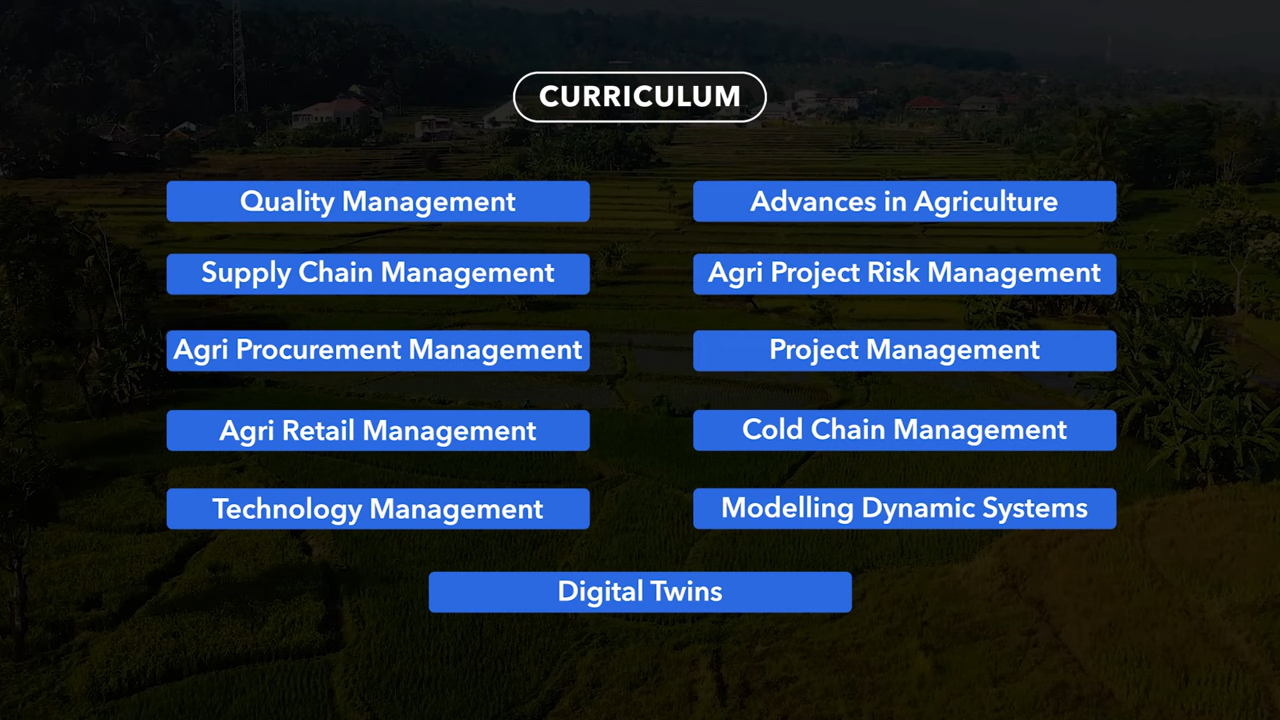 CURRICULUM
Quality Management
Advances in Agriculture
Supply Chain Management
Agri Project Risk Management
Agri Procurement Management
Project Management
Agri Retail Management
Cold Chain Management
Technology Management
Modelling Dynamic Systems
Digital Twins